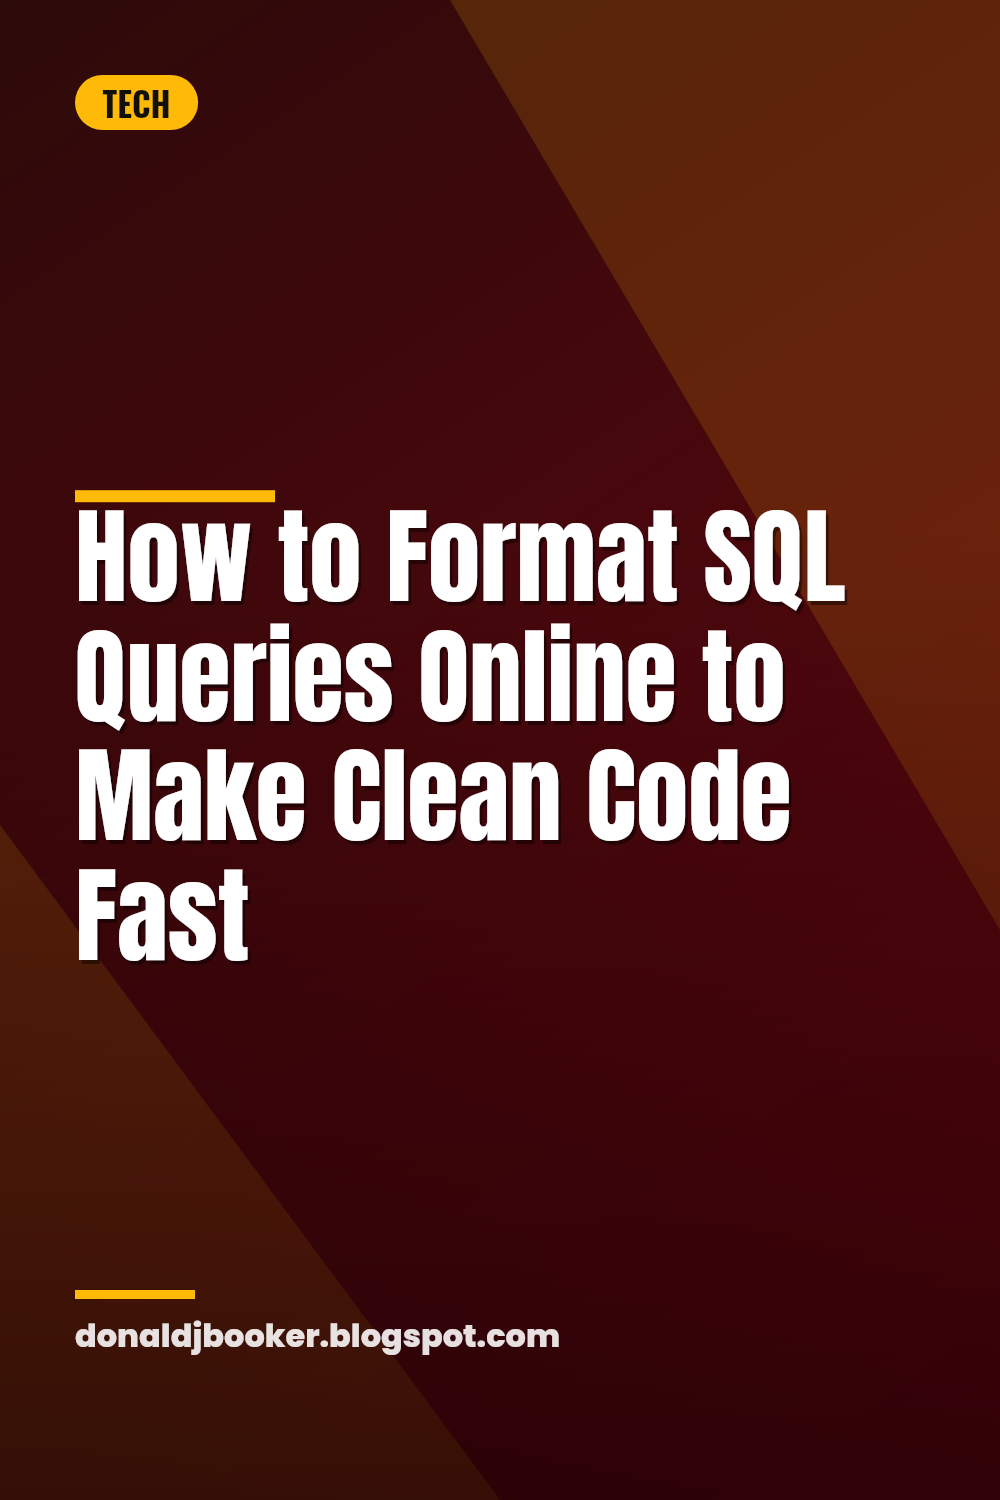 TECH
How to Format SQL
Queries Online to
Make Clean Code
Fast
donaldjbooker.blogspot.com